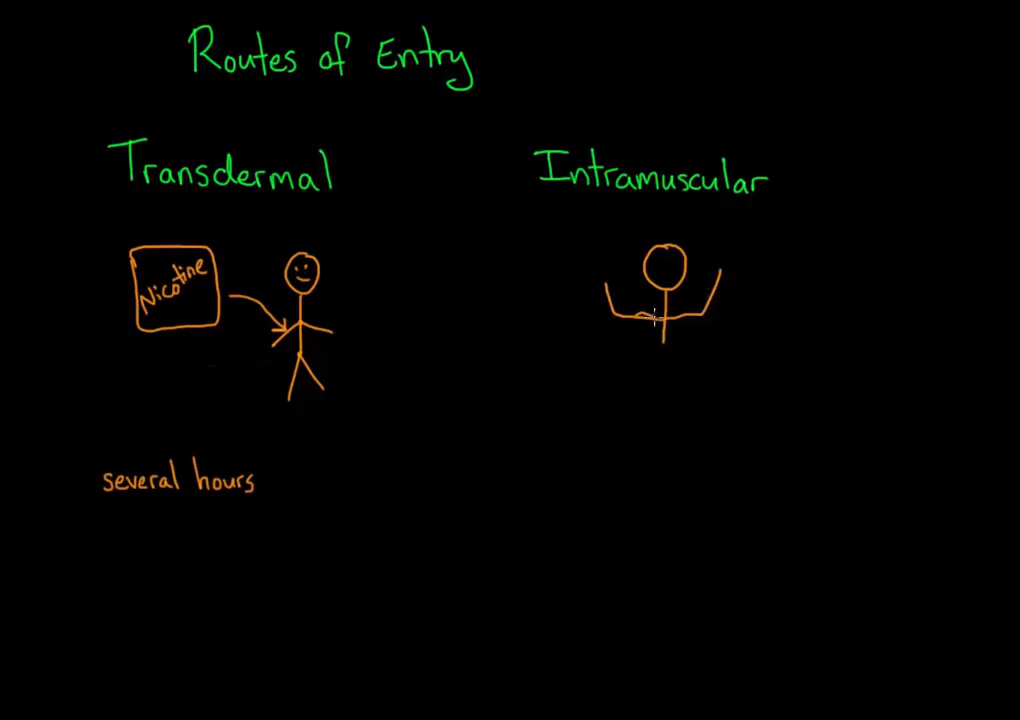 Routes of Entry
Transdermal
Intramuscular
Nicotine
several hours